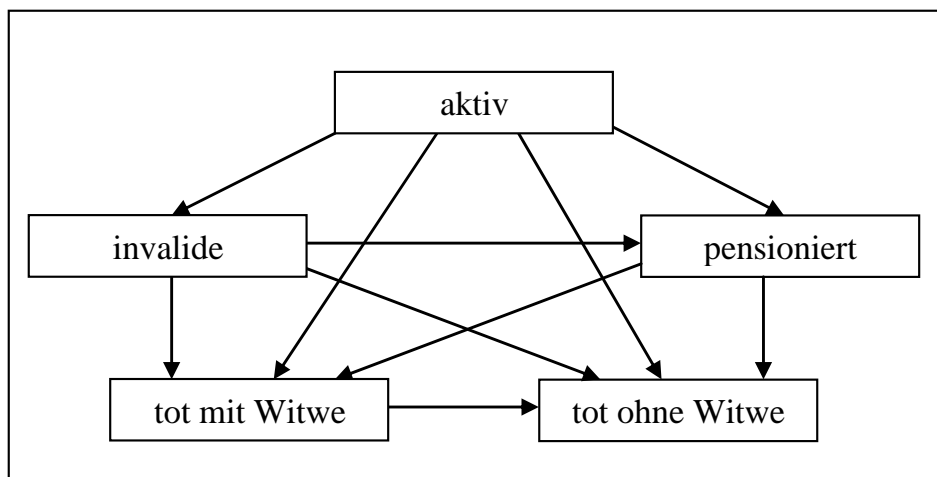 aktiv
invalide
pensioniert
tot mit Witwe
tot ohne Witwe